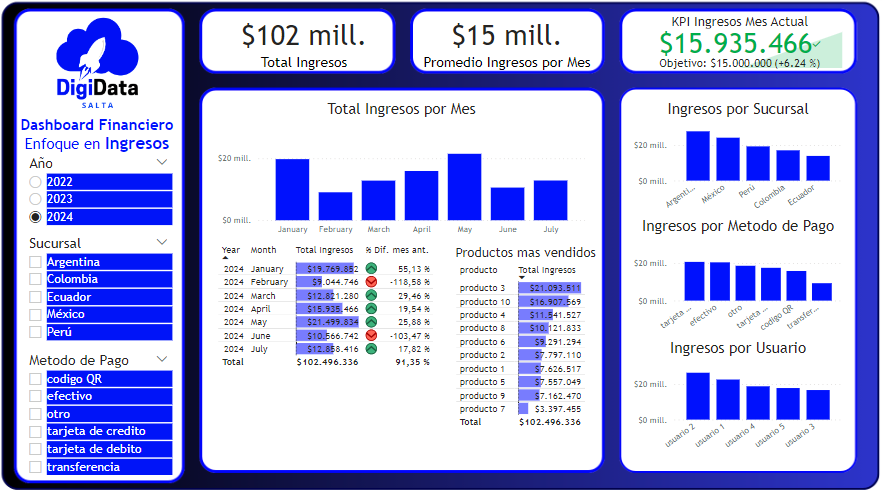 DigiData
SALTA
Dashboard Financiero
Enfoque en Ingresos
Año
2022
2023
2024
Sucursal
Argentina
Colombia
Ecuador
México
Perú
Metodo de Pago
codigo QR
efectivo
otro
tarjeta de credito
tarjeta de debito
transferencia
$102 mill.
Total Ingresos
$15 mill.
Promedio Ingresos por Mes
KPI Ingresos Mes Actual
$15.935.466
Objetivo: $15.000.000 (+6.24 %)
Total Ingresos por Mes
$20 mill.
$0 mill.
January February March April May June July
Year Month Total Ingresos % Dif. mes ant.
2024 January $19.769.852 55,13 %
2024 February $9.044.746 -118,58 %
2024 March $12.821.280 29,46 %
2024 April $15.935.466 19,54 %
2024 May $21.499.834 25,88 %
2024 June $10.566.742 -103,47 %
2024 July $12.858.416 17,82 %
Total $102.496.336 91,35 %
Productos mas vendidos
producto Total Ingresos
producto 3 $21.093.511
producto 10 $16.907.569
producto 4 $11.541.527
producto 8 $10.121.833
producto 6 $9.291.294
producto 2 $7.797.110
producto 1 $7.626.517
producto 5 $7.557.049
producto 9 $7.162.470
producto 7 $3.397.455
Total $102.496.336
Ingresos por Sucursal
$20 mill.
$0 mill.
Argenti... México Perú Colombia Ecuador
Ingresos por Metodo de Pago
$20 mill.
$0 mill.
tarjeta ... efectivo otro tarjeta ... codigo QR transfer...
Ingresos por Usuario
$20 mill.
$0 mill.
usuario 2 usuario 1 usuario 4 usuario 5 usuario 3